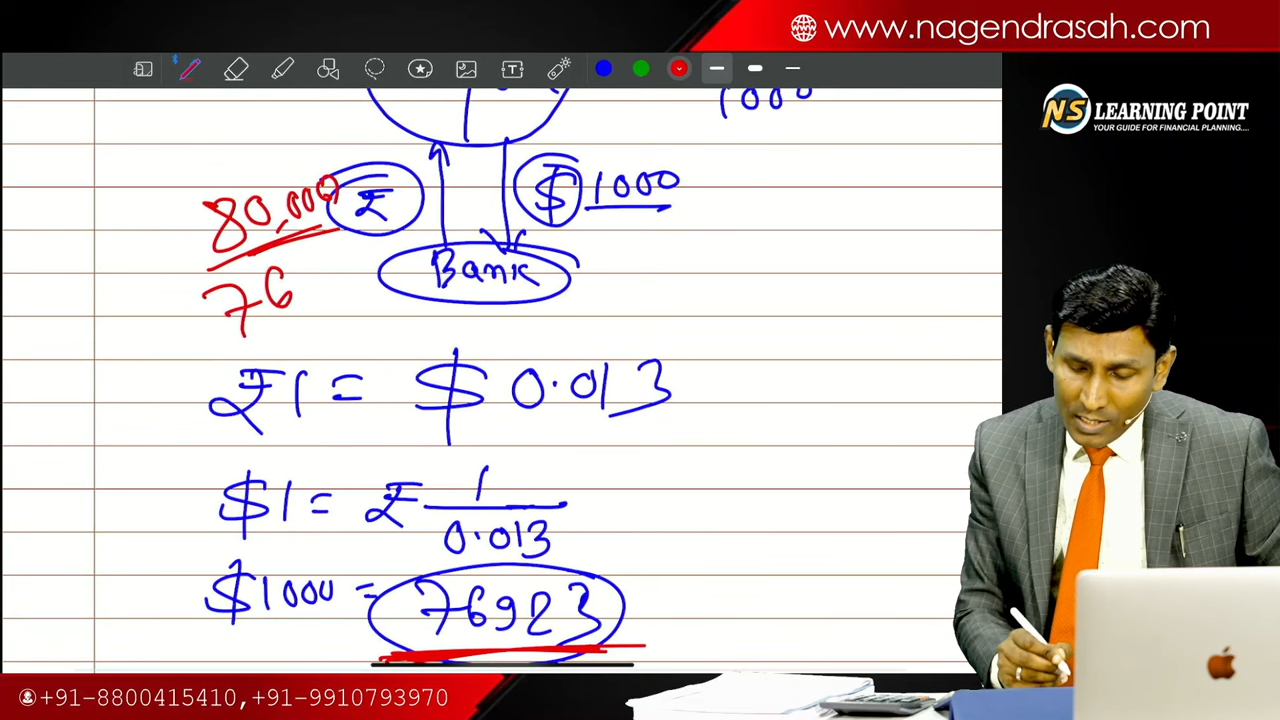 www.nagendrasah.com
NS LEARNING POINT
YOUR GUIDE FOR FINANCIAL PLANNING....
1000
80,000 ₹ $ 1000
76
Bank
₹1 = $ 0.013
$1 = ₹ 1
0.013
$1000 = 76923
+91-8800415410,+91-9910793970